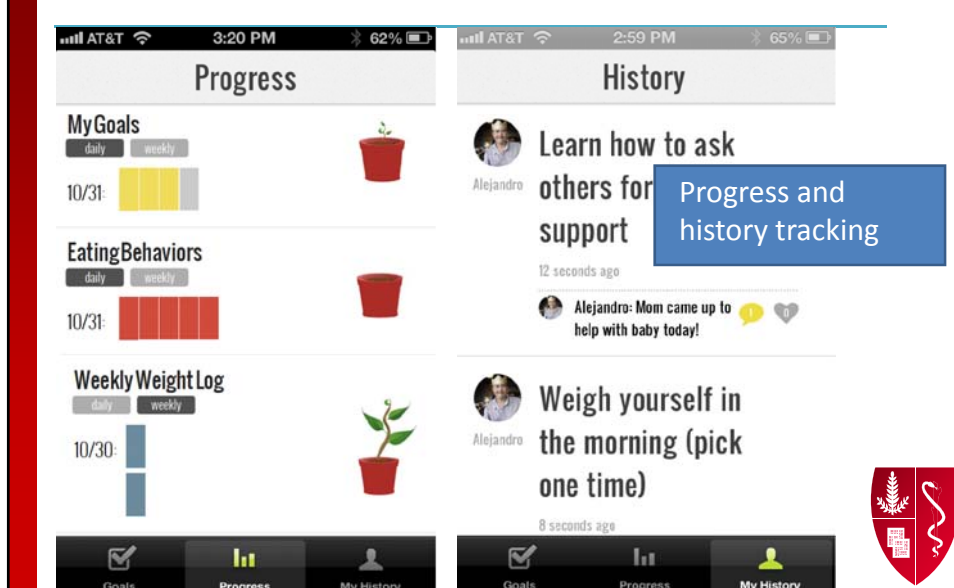 AT&T 3:20 PM 62%
Progress
My Goals
daily weekly
10/31:
Eating Behaviors
daily weekly
10/31:
Weekly Weight Log
daily weekly
10/30:
Goals Progress My History
AT&T 2:59 PM 65%
History
Alejandro
Learn how to ask
others for
support
12 seconds ago
Alejandro: Mom came up to
help with baby today!
1 0
Alejandro
Weigh yourself in
the morning (pick
one time)
8 seconds ago
Goals Progress My History
Progress and
history tracking